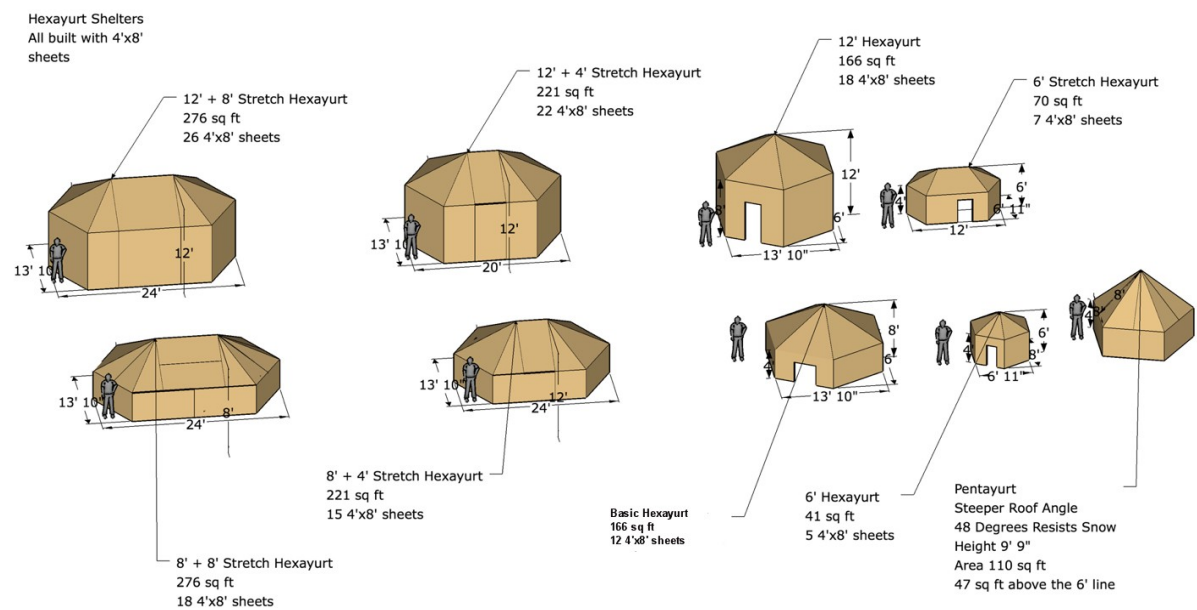 Hexayurt Shelters
All built with 4'x8'
sheets
12' + 8' Stretch Hexayurt
276 sq ft
26 4'x8' sheets
12' + 4' Stretch Hexayurt
221 sq ft
22 4'x8' sheets
12' Hexayurt
166 sq ft
18 4'x8' sheets
6' Stretch Hexayurt
70 sq ft
7 4'x8' sheets
13' 10
12'
24'
13' 10
12'
20'
8'
12'
6'
13' 10"
4'
6'
6' 11"
12'
13' 10"
8'
24'
13' 10"
12'
24'
4'
8'
6'
13' 10"
4'
6'
8'
6' 11'
4'
8'
8'
8' + 8' Stretch Hexayurt
276 sq ft
18 4'x8' sheets
8' + 4' Stretch Hexayurt
221 sq ft
15 4'x8' sheets
Basic Hexayurt
166 sq ft
12 4'x8' sheets
6' Hexayurt
41 sq ft
5 4'x8' sheets
Pentayurt
Steeper Roof Angle
48 Degrees Resists Snow
Height 9' 9"
Area 110 sq ft
47 sq ft above the 6' line